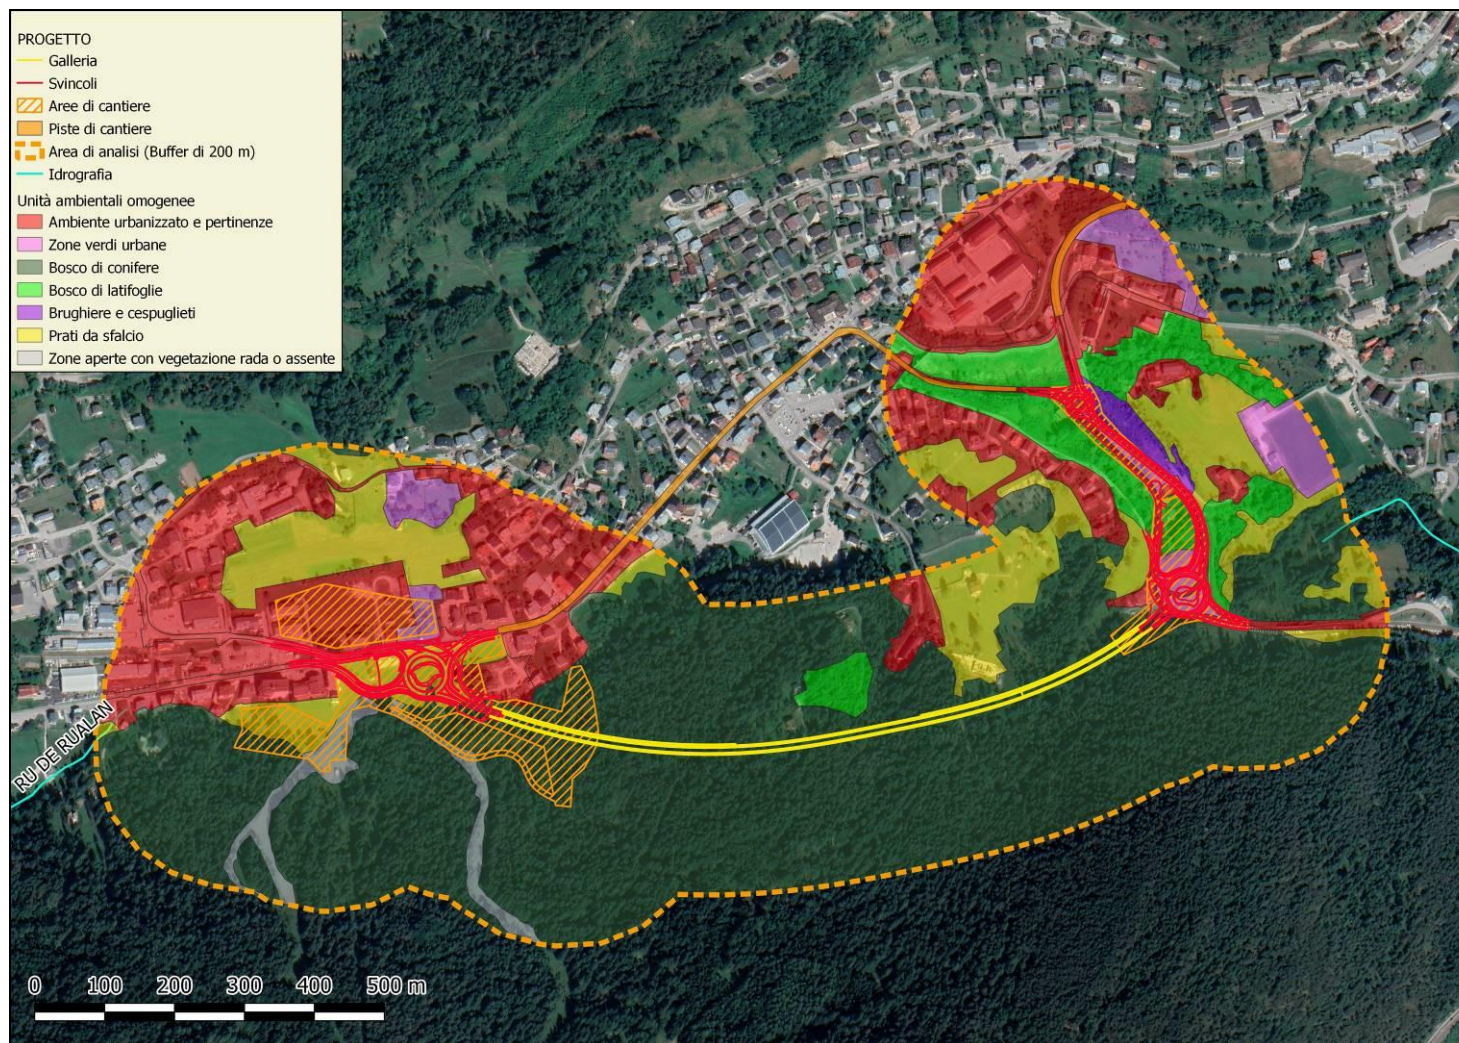 PROGETTO
Galleria
Svincoli
Aree di cantiere
Piste di cantiere
Area di analisi (Buffer di 200 m)
Idrografia
Unità ambientali omogenee
Ambiente urbanizzato e pertinenze
Zone verdi urbane
Bosco di conifere
Bosco di latifoglie
Brughiere e cespuglieti
Prati da sfalcio
Zone aperte con vegetazione rada o assente
RU DE RUALAN
0 100 200 300 400 500 m